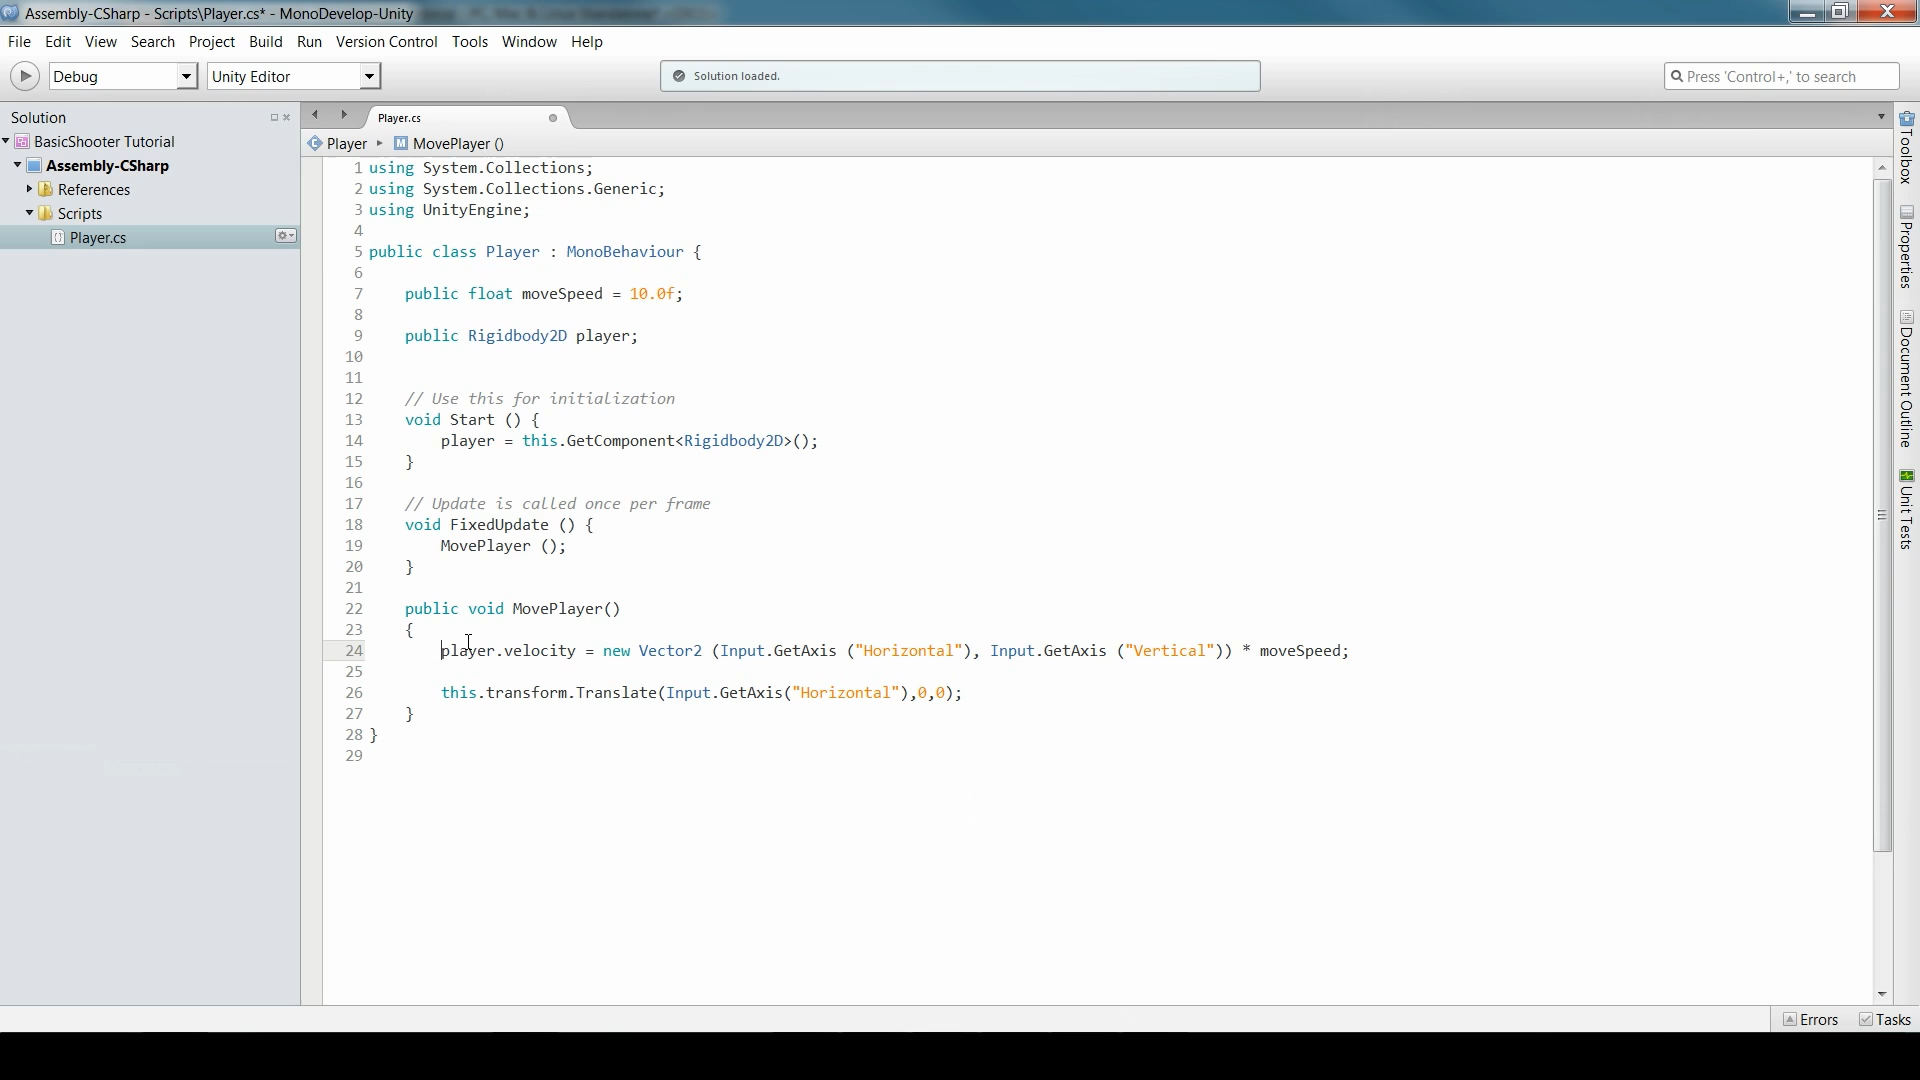 Assembly-CSharp - Scripts\Player.cs* - MonoDevelop-Unity
File Edit View Search Project Build Run Version Control Tools Window Help
Debug Unity Editor Solution loaded. Press 'Control+,' to search
Solution
BasicShooter Tutorial
Assembly-CSharp
References
Scripts
Player.cs
Player.cs
Player MovePlayer ()
1 using System.Collections;
2 using System.Collections.Generic;
3 using UnityEngine;
4
5 public class Player : MonoBehaviour {
6
7 public float moveSpeed = 10.0f;
8
9 public Rigidbody2D player;
10
11
12 // Use this for initialization
13 void Start () {
14 player = this.GetComponent<Rigidbody2D>();
15 }
16
17 // Update is called once per frame
18 void FixedUpdate () {
19 MovePlayer ();
20 }
21
22 public void MovePlayer()
23 {
24 player.velocity = new Vector2 (Input.GetAxis ("Horizontal"), Input.GetAxis ("Vertical")) * moveSpeed;
25
26 this.transform.Translate(Input.GetAxis("Horizontal"),0,0);
27 }
28 }
29
Toolbox
Properties
Document Outline
Unit Tests
Errors Tasks